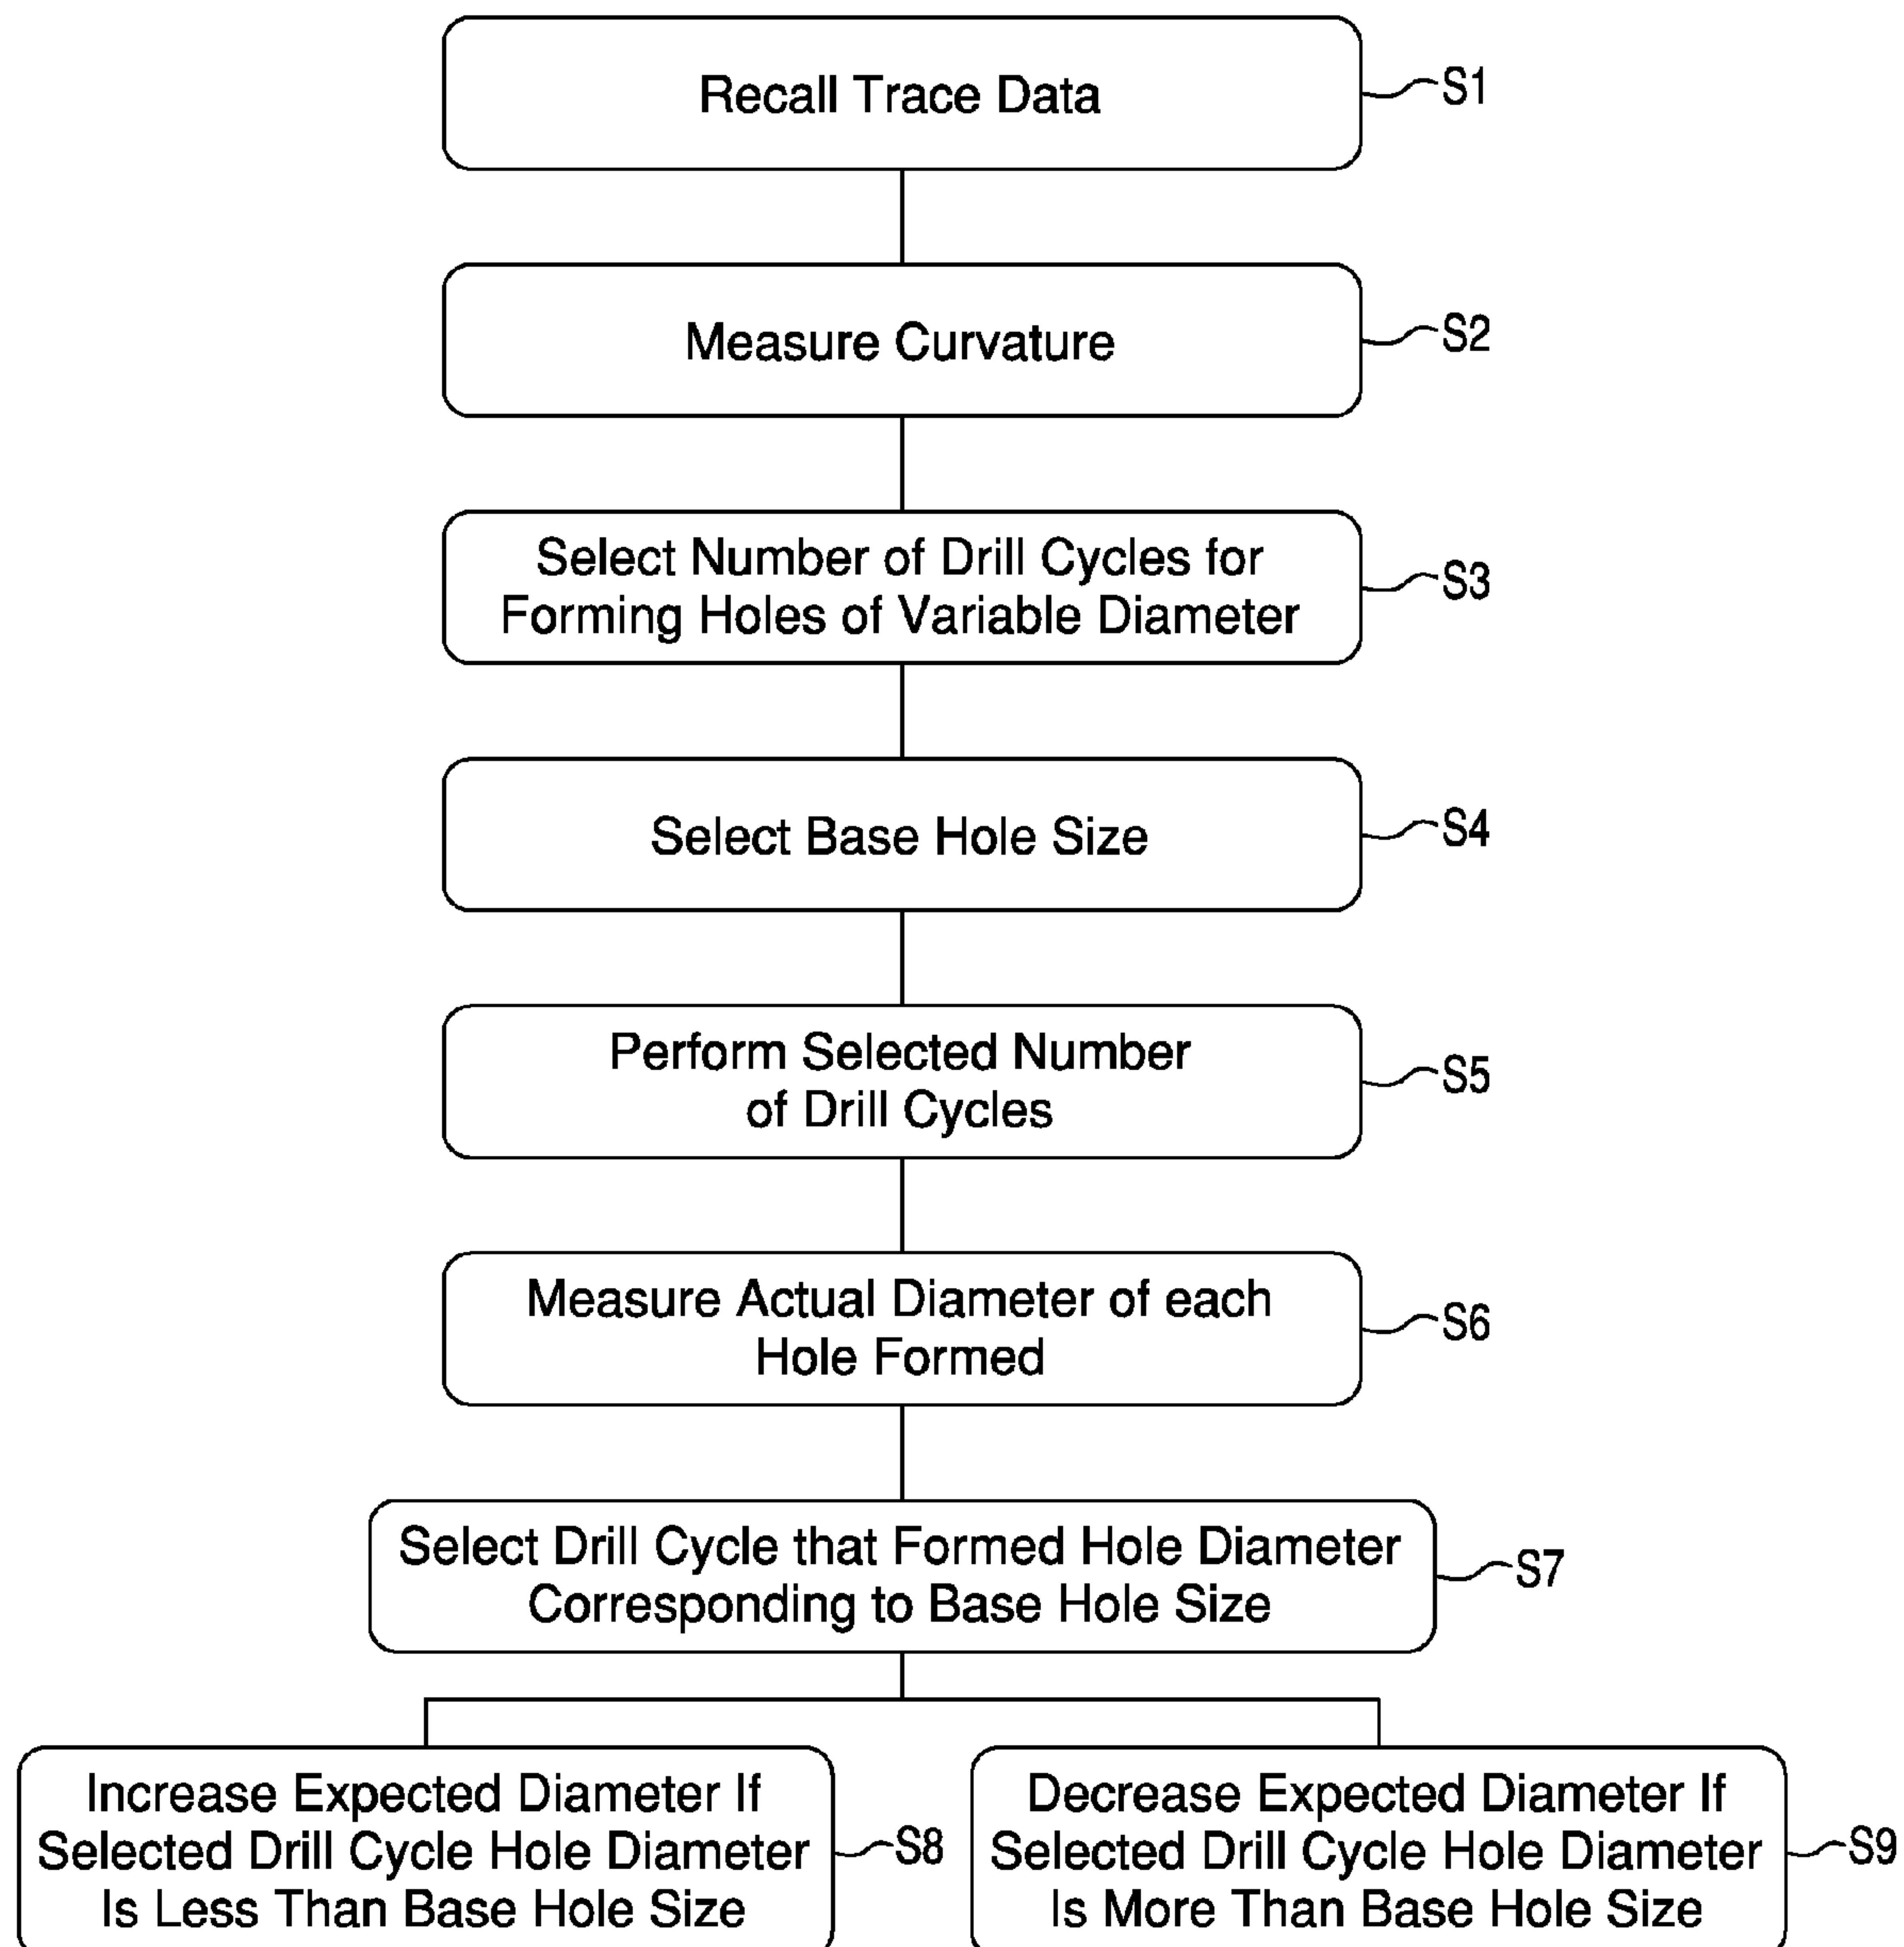 Recall Trace Data
S1
Measure Curvature
S2
Select Number of Drill Cycles for
Forming Holes of Variable Diameter
S3
Select Base Hole Size
S4
Perform Selected Number
of Drill Cycles
S5
Measure Actual Diameter of each
Hole Formed
S6
Select Drill Cycle that Formed Hole Diameter
Corresponding to Base Hole Size
S7
Increase Expected Diameter If
Selected Drill Cycle Hole Diameter
Is Less Than Base Hole Size
S8
Decrease Expected Diameter If
Selected Drill Cycle Hole Diameter
Is More Than Base Hole Size
S9